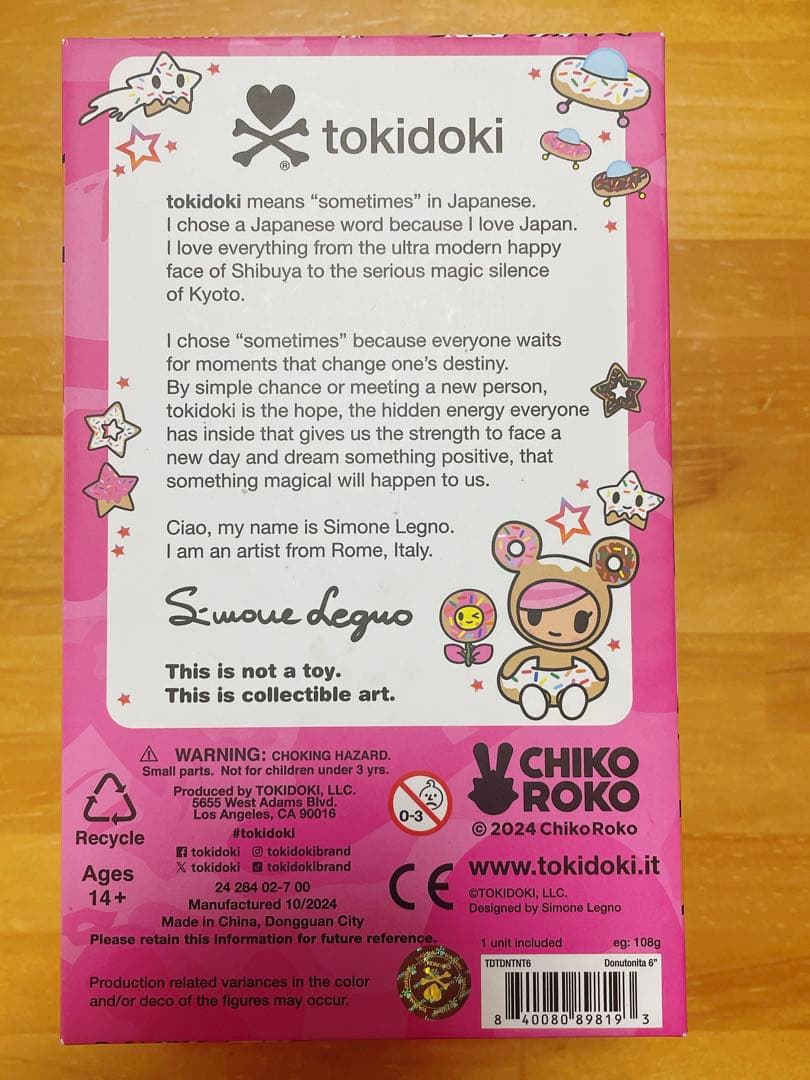 tokidoki
®
tokidoki means “sometimes” in Japanese.
I chose a Japanese word because I love Japan.
I love everything from the ultra modern happy
face of Shibuya to the serious magic silence
of Kyoto.
I chose “sometimes” because everyone waits
for moments that change one’s destiny.
By simple chance or meeting a new person,
tokidoki is the hope, the hidden energy everyone
has inside that gives us the strength to face a
new day and dream something positive, that
something magical will happen to us.
Ciao, my name is Simone Legno.
I am an artist from Rome, Italy.
Simone Legno
This is not a toy.
This is collectible art.
WARNING: CHOKING HAZARD.
Small parts. Not for children under 3 yrs.
Produced by TOKIDOKI, LLC.
5655 West Adams Blvd.
Los Angeles, CA 90016
#tokidoki
tokidoki tokidokibrand
tokidoki tokidokibrand
24 284 02-7 00
Manufactured 10/2024
Made in China, Dongguan City
Please retain this information for future reference.
Recycle
Ages
14+
Production related variances in the color
and/or deco of the figures may occur.
0-3
CE
CHIKO
ROKO
© 2024 ChikoRoko
www.tokidoki.it
©TOKIDOKI, LLC.
Designed by Simone Legno
1 unit included eg: 108g
TDTDNTNT6 Donutonita 6"
8 40080 89819 3